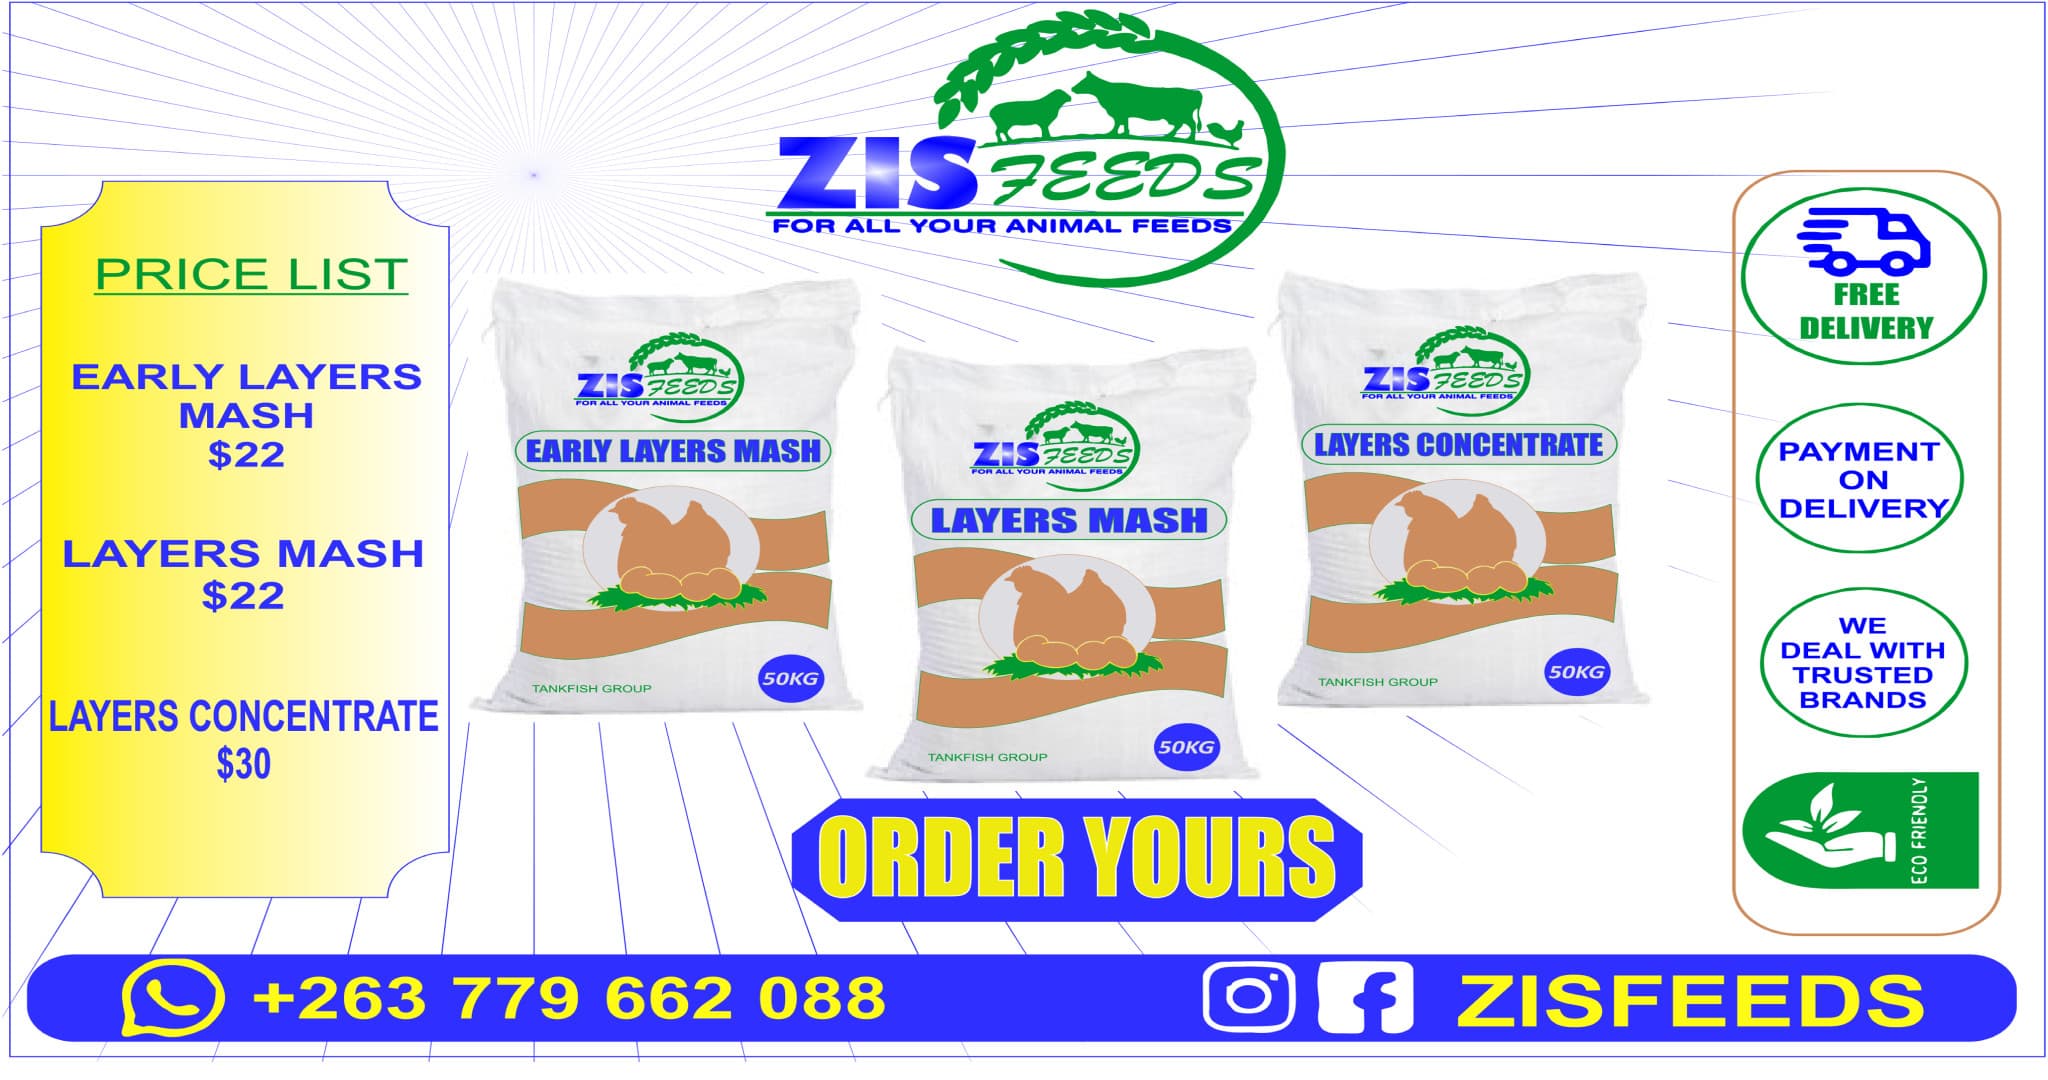 ZIS FEEDS
FOR ALL YOUR ANIMAL FEEDS
PRICE LIST
EARLY LAYERS
MASH
$22
LAYERS MASH
$22
LAYERS CONCENTRATE
$30
ZIS FEEDS
FOR ALL YOUR ANIMAL FEEDS
EARLY LAYERS MASH
TANKFISH GROUP
50KG
ZIS FEEDS
FOR ALL YOUR ANIMAL FEEDS
LAYERS MASH
TANKFISH GROUP
50KG
ZIS FEEDS
FOR ALL YOUR ANIMAL FEEDS
LAYERS CONCENTRATE
TANKFISH GROUP
50KG
FREE
DELIVERY
PAYMENT
ON
DELIVERY
WE
DEAL WITH
TRUSTED
BRANDS
ECO FRIENDLY
ORDER YOURS
+263 779 662 088
ZISFEEDS